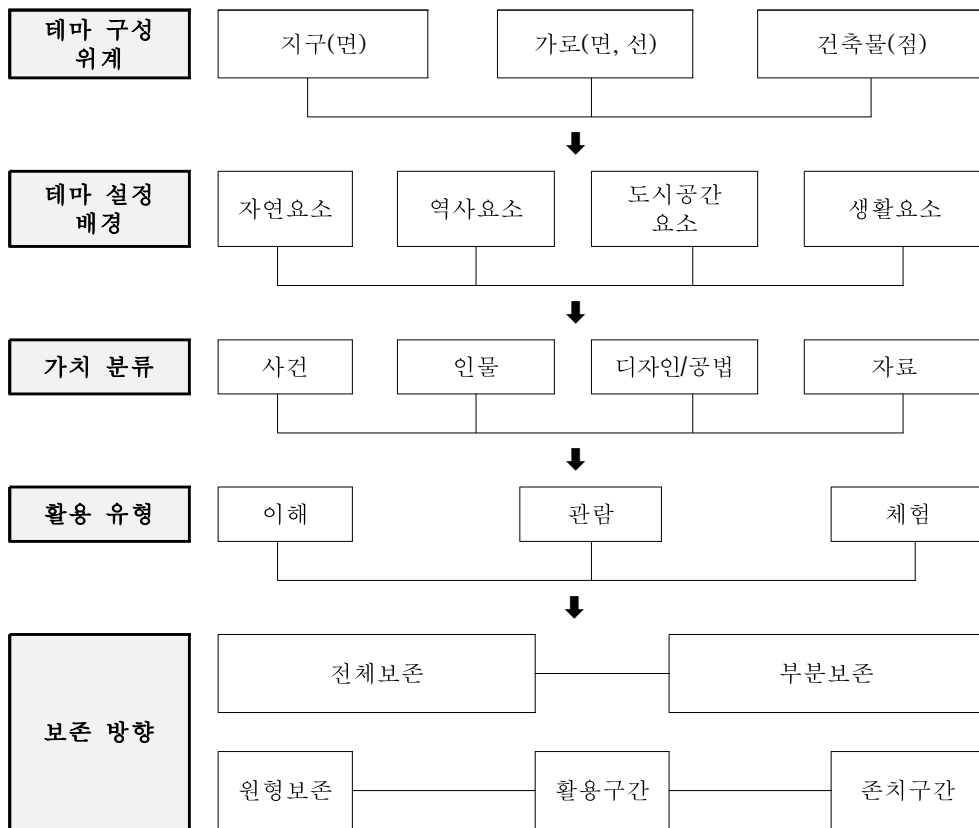 테마 구성
위계
지구(면)
가로(면, 선)
건축물(점)
테마 설정
배경
자연요소
역사요소
도시공간
요소
생활요소
가치 분류
사건
인물
디자인/공법
자료
활용 유형
이해
관람
체험
보존 방향
전체보존
부분보존
원형보존
활용구간
존치구간